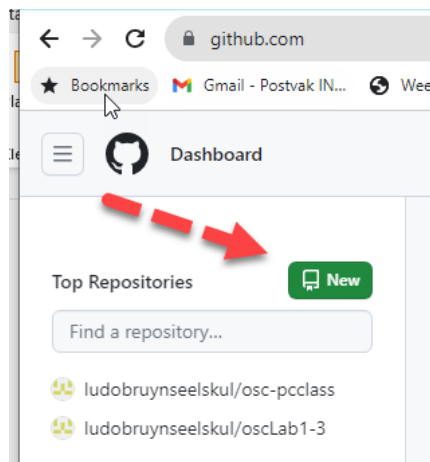 github.com
Bookmarks Gmail - Postvak IN... Wee
Dashboard
Top Repositories New
Find a repository...
ludobruynseelskul/osc-pcclass
ludobruynseelskul/oscLab1-3